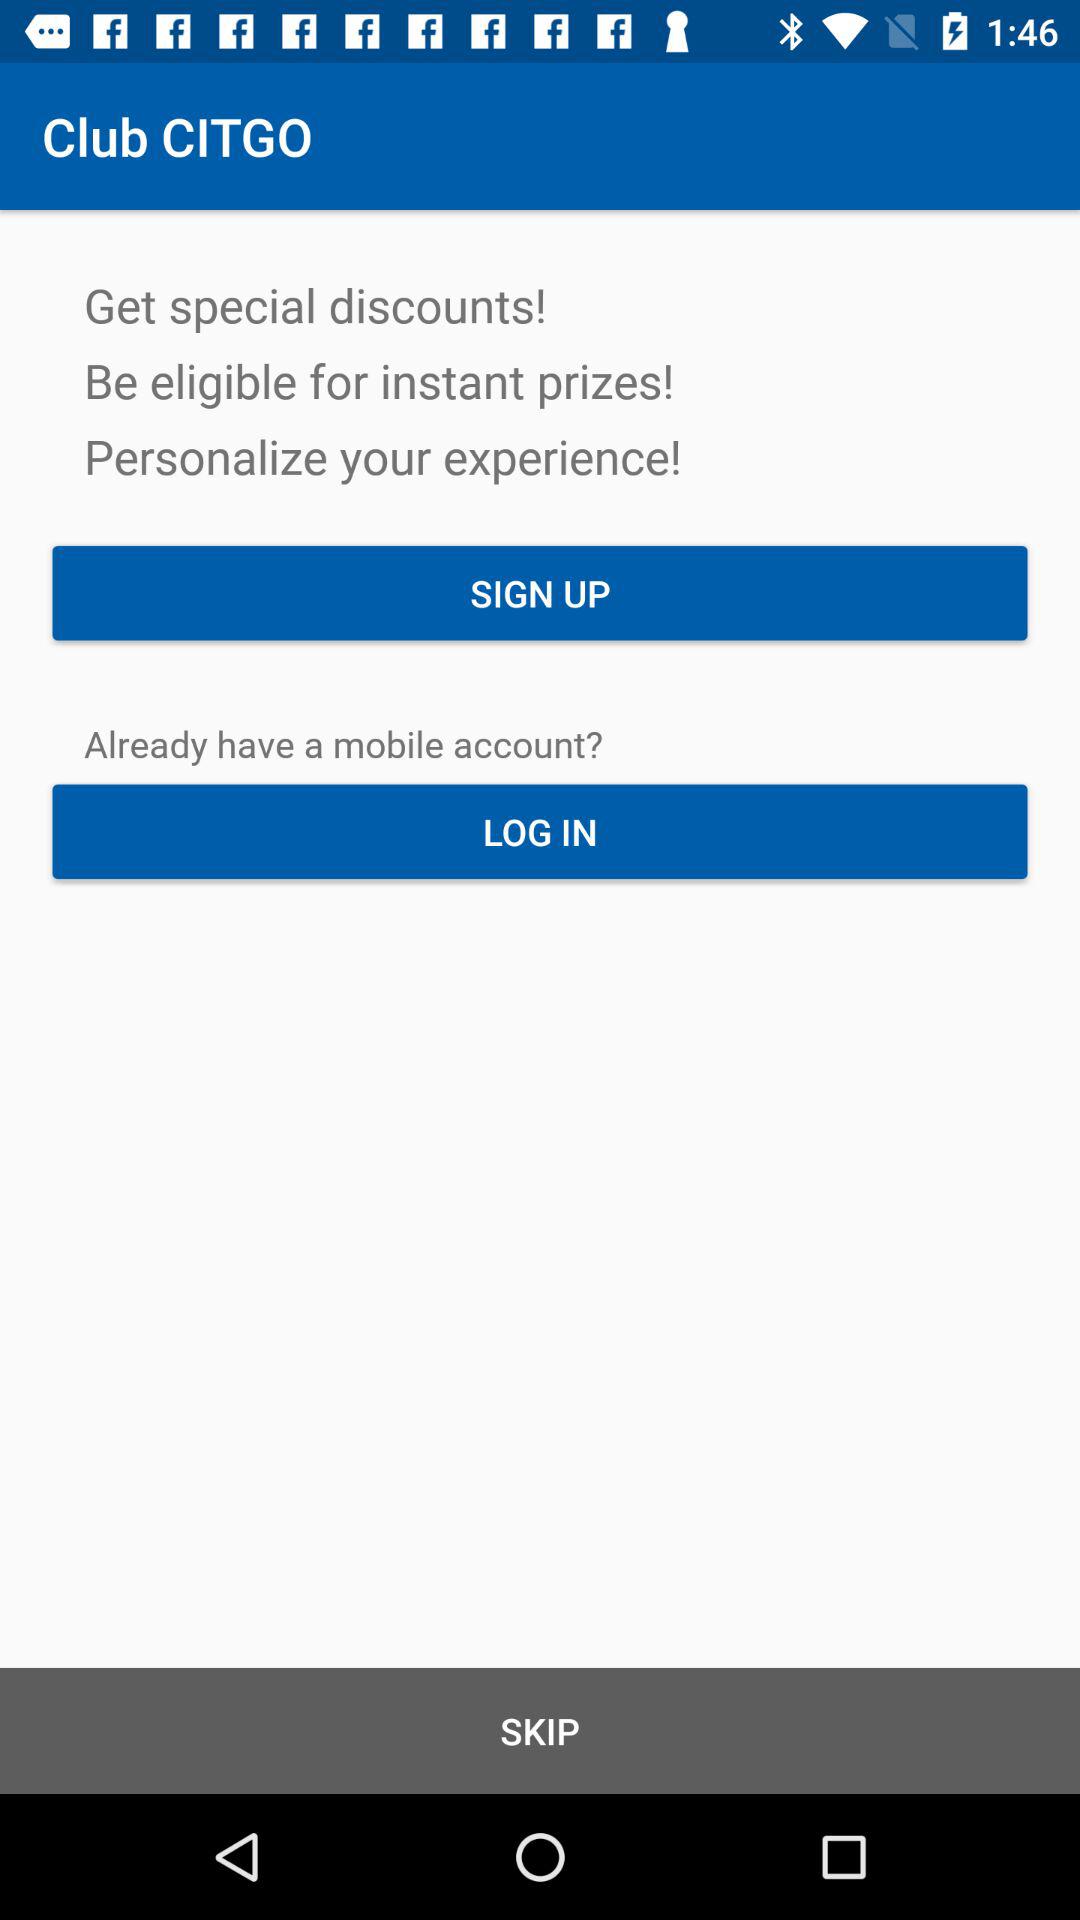 1:46
Club CITGO
Get special discounts!
Be eligible for instant prizes!
Personalize your experience!
SIGN UP
Already have a mobile account?
LOG IN
SKIP